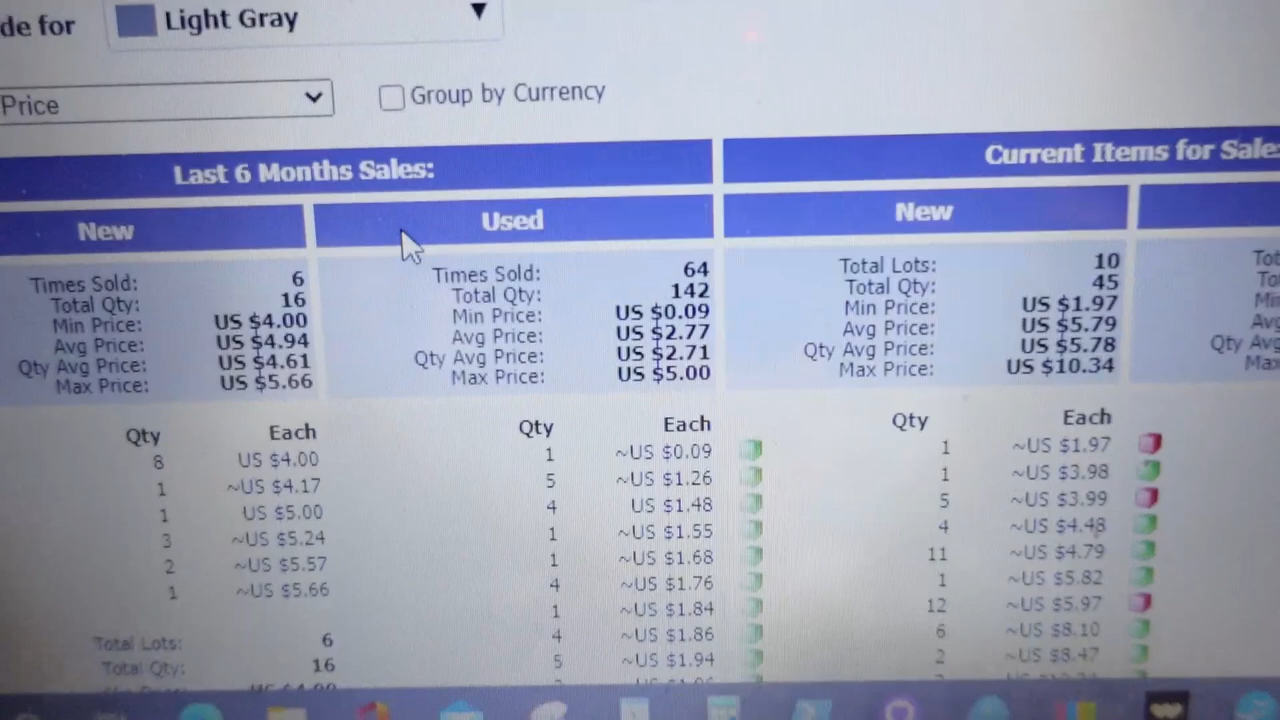 de for Light Gray
Price Group by Currency
Last 6 Months Sales: Current Items for Sale
New Used New
Times Sold: 6 Times Sold: 64 Total Lots: 10
Total Qty: 16 Total Qty: 142 Total Qty: 45
Min Price: US $4.00 Min Price: US $0.09 Min Price: US $1.97
Avg Price: US $4.94 Avg Price: US $2.77 Avg Price: US $5.79
Qty Avg Price: US $4.61 Qty Avg Price: US $2.71 Qty Avg Price: US $5.78 Qty Avg
Max Price: US $5.66 Max Price: US $5.00 Max Price: US $10.34
Qty Each Qty Each Qty Each
8 US $4.00 1 ~US $0.09 1 ~US $1.97
1 ~US $4.17 5 ~US $1.26 1 ~US $3.98
1 US $5.00 4 US $1.48 5 ~US $3.99
3 ~US $5.24 1 ~US $1.55 4 ~US $4.48
2 ~US $5.57 1 ~US $1.68 11 ~US $4.79
1 ~US $5.66 4 ~US $1.76 1 ~US $5.82
1 ~US $1.84 12 ~US $5.97
Total Lots: 6 4 ~US $1.86 6 ~US $8.10
Total Qty: 16 5 ~US $1.94 2 ~US $8.47